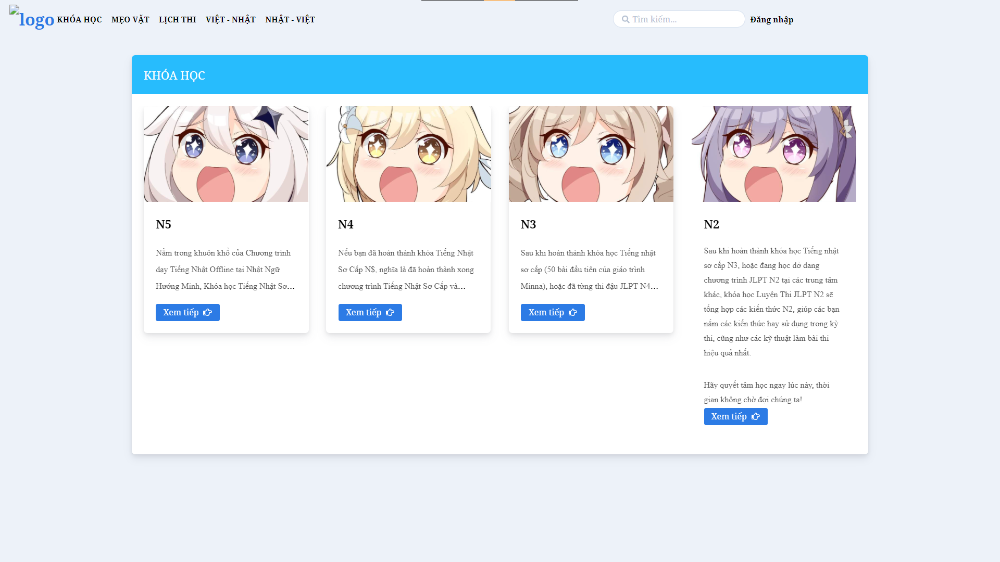 logo KHÓA HỌC MẸO VẶT LỊCH THI VIỆT - NHẬT NHẬT - VIỆT Tìm kiếm... Đăng nhập
KHÓA HỌC
N5
Nằm trong khuôn khổ của Chương trình
dạy Tiếng Nhật Offline tại Nhật Ngữ
Hướng Minh, Khóa học Tiếng Nhật Sơ...
Xem tiếp
N4
Nếu bạn đã hoàn thành khóa Tiếng Nhật
Sơ Cấp N$, nghĩa là đã hoàn thành xong
chương trình Tiếng Nhật Sơ Cấp và...
Xem tiếp
N3
Sau khi hoàn thành khóa học Tiếng nhật
sơ cấp (50 bài đầu tiên của giáo trình
Minna), hoặc đã từng thi đậu JLPT N4...
Xem tiếp
N2
Sau khi hoàn thành khóa học Tiếng nhật
sơ cấp N3, hoặc đang học dở dang
chương trình JLPT N2 tại các trung tâm
khác, khóa học Luyện Thi JLPT N2 sẽ
tổng hợp các kiến thức N2, giúp các bạn
nắm các kiến thức hay sử dụng trong kỳ
thi, cũng như các kỹ thuật làm bài thi
hiệu quả nhất.
Hãy quyết tâm học ngay lúc này, thời
gian không chờ đợi chúng ta!
Xem tiếp